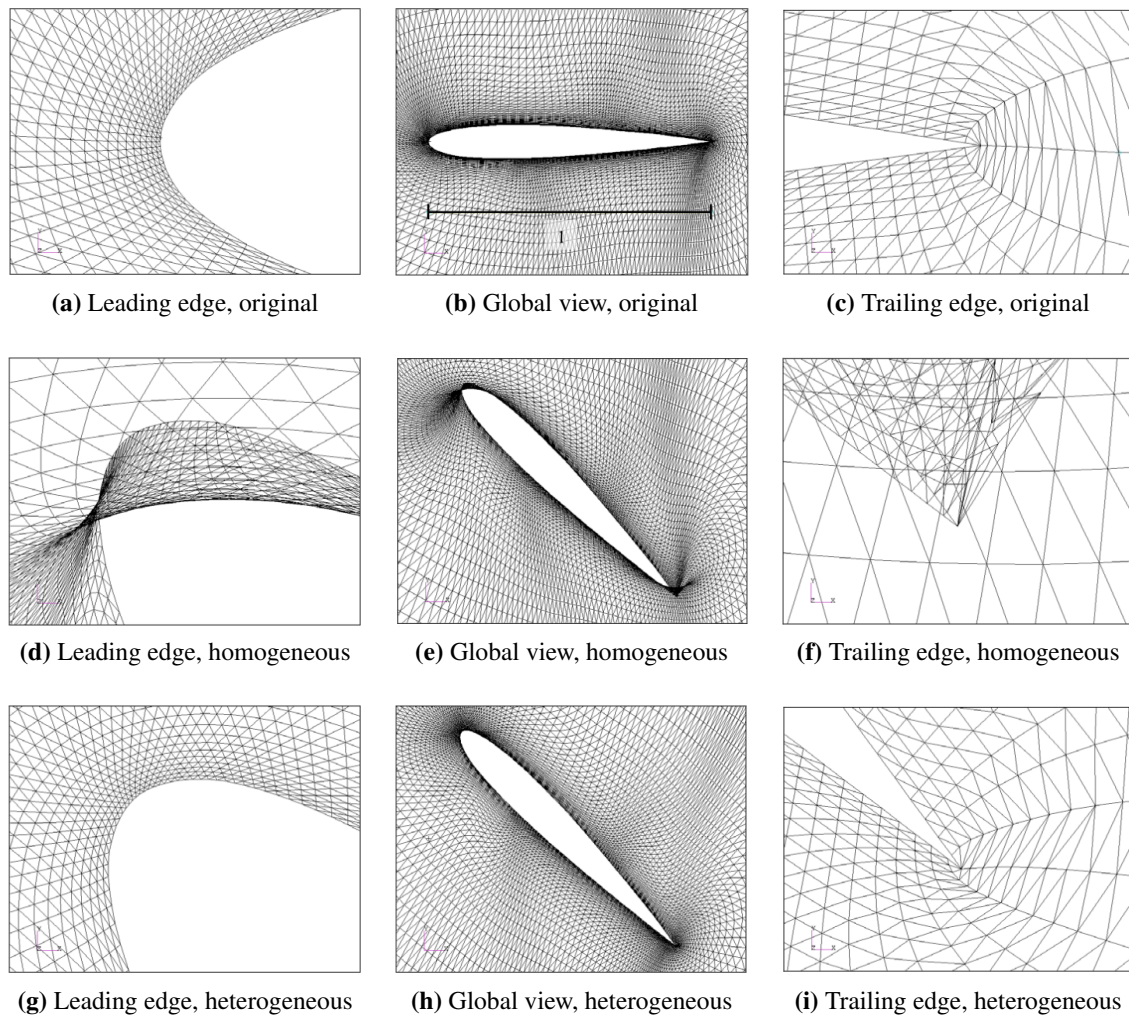 1
(a) Leading edge, original
(b) Global view, original
(c) Trailing edge, original
(d) Leading edge, homogeneous
(e) Global view, homogeneous
(f) Trailing edge, homogeneous
(g) Leading edge, heterogeneous
(h) Global view, heterogeneous
(i) Trailing edge, heterogeneous